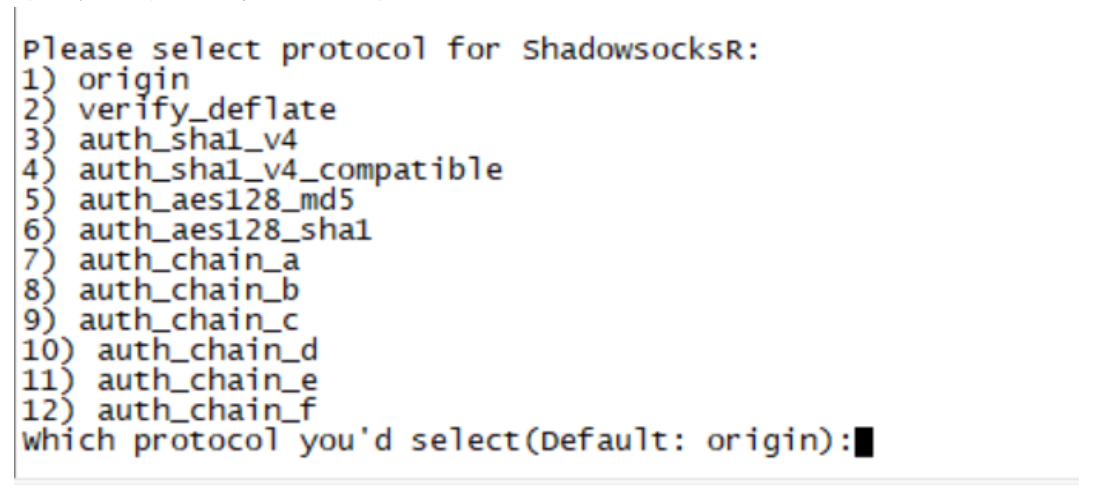 Please select protocol for ShadowsocksR:
1) origin
2) verify_deflate
3) auth_sha1_v4
4) auth_sha1_v4_compatible
5) auth_aes128_md5
6) auth_aes128_sha1
7) auth_chain_a
8) auth_chain_b
9) auth_chain_c
10) auth_chain_d
11) auth_chain_e
12) auth_chain_f
Which protocol you'd select(Default: origin):